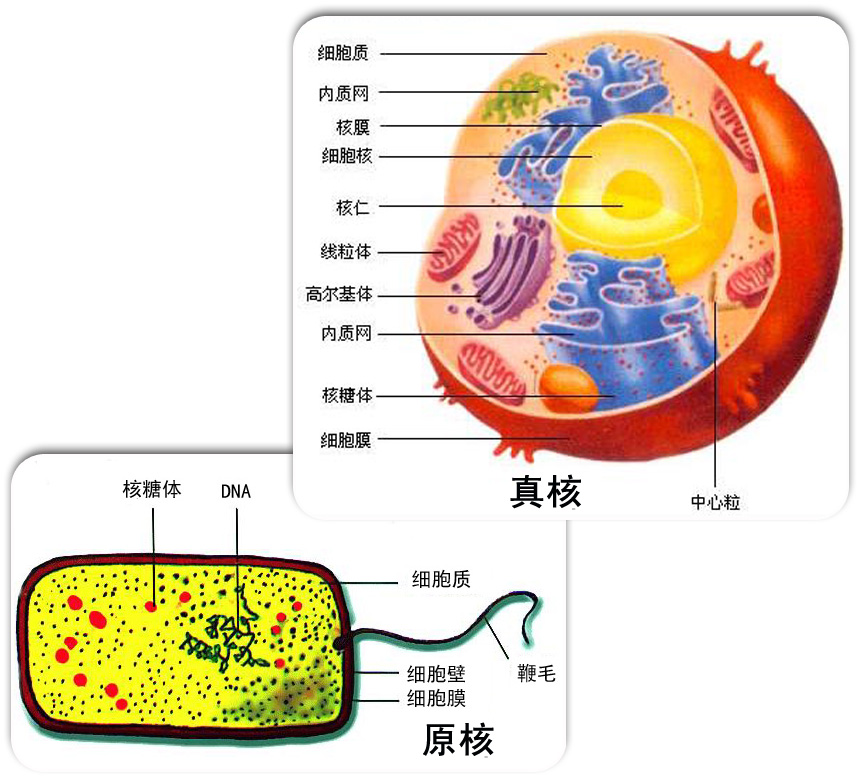 细胞质
内质网
核膜
细胞核
核仁
线粒体
高尔基体
内质网
核糖体
细胞膜
真核
中心粒
核糖体
DNA
细胞质
细胞壁
鞭毛
细胞膜
原核